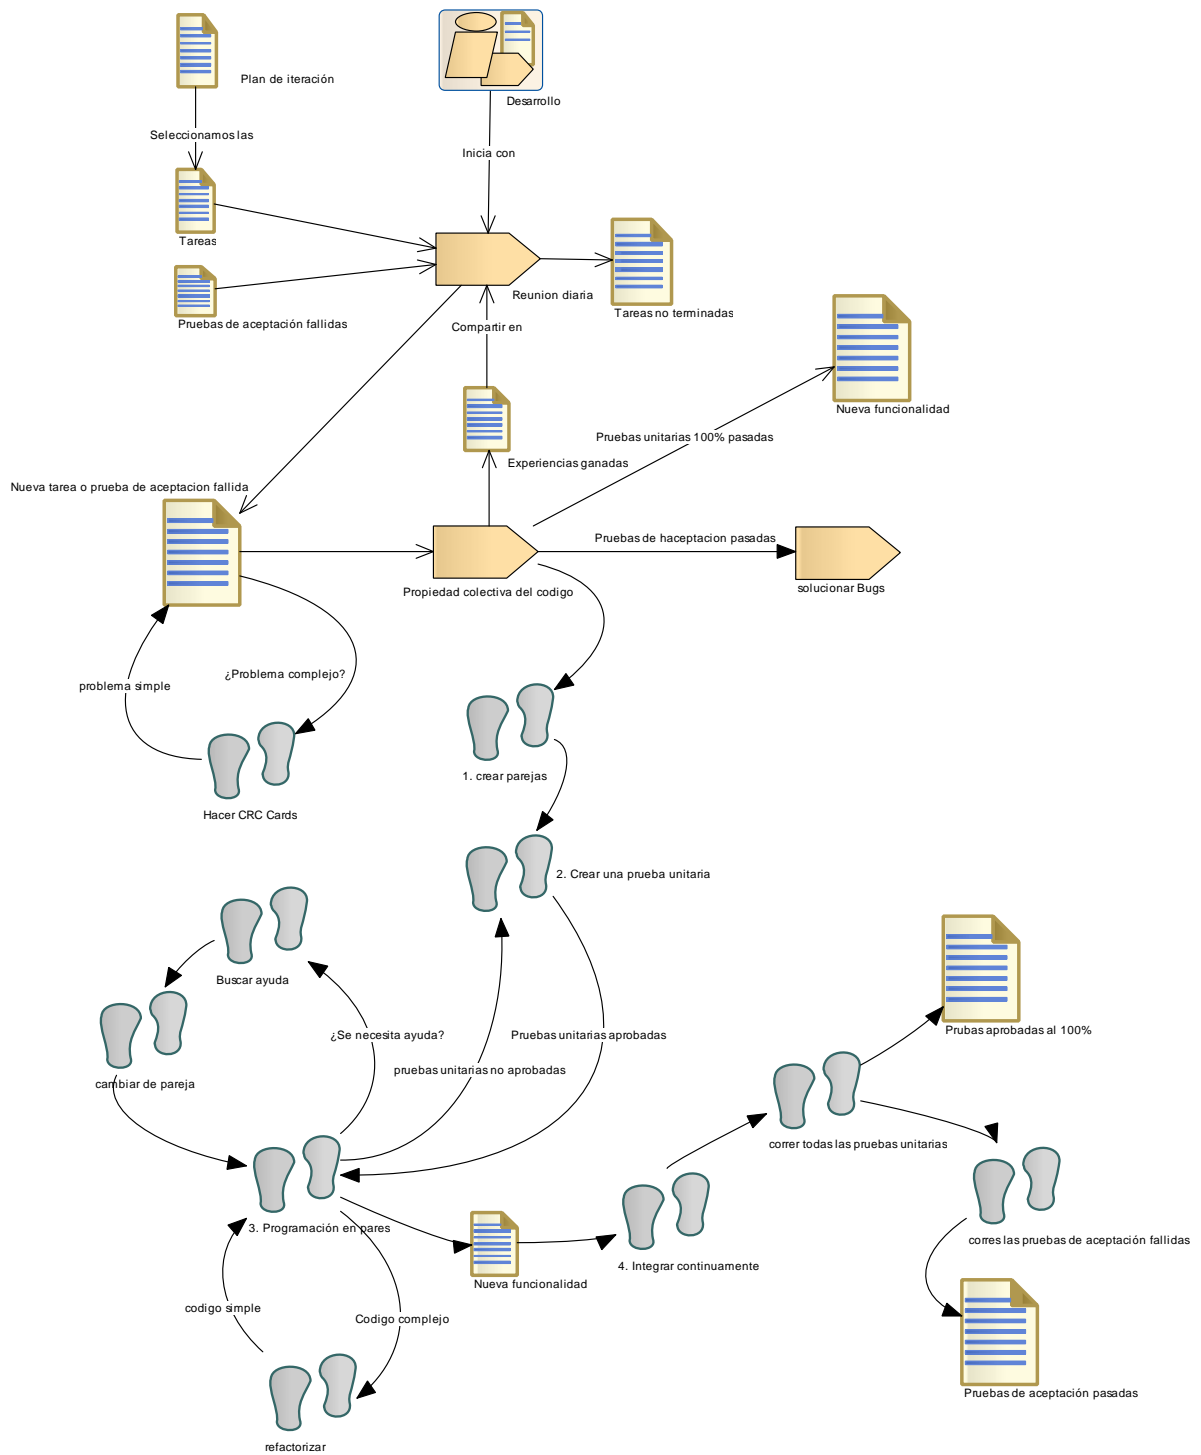 Plan de iteración
Desarrollo
Seleccionamos las
Inicia con
Tareas
Reunion diaria
Tareas no terminadas
Pruebas de aceptación fallidas
Compartir en
Nueva funcionalidad
Pruebas unitarias 100% pasadas
Experiencias ganadas
Nueva tarea o prueba de aceptacion fallida
Pruebas de haceptacion pasadas
Propiedad colectiva del codigo
solucionar Bugs
¿Problema complejo?
problema simple
1. crear parejas
Hacer CRC Cards
2. Crear una prueba unitaria
Buscar ayuda
¿Se necesita ayuda?
Pruebas unitarias aprobadas
Prubas aprobadas al 100%
pruebas unitarias no aprobadas
cambiar de pareja
correr todas las pruebas unitarias
3. Programación en pares
corres las pruebas de aceptación fallidas
4. Integrar continuamente
Nueva funcionalidad
codigo simple
Codigo complejo
Pruebas de aceptación pasadas
refactorizar